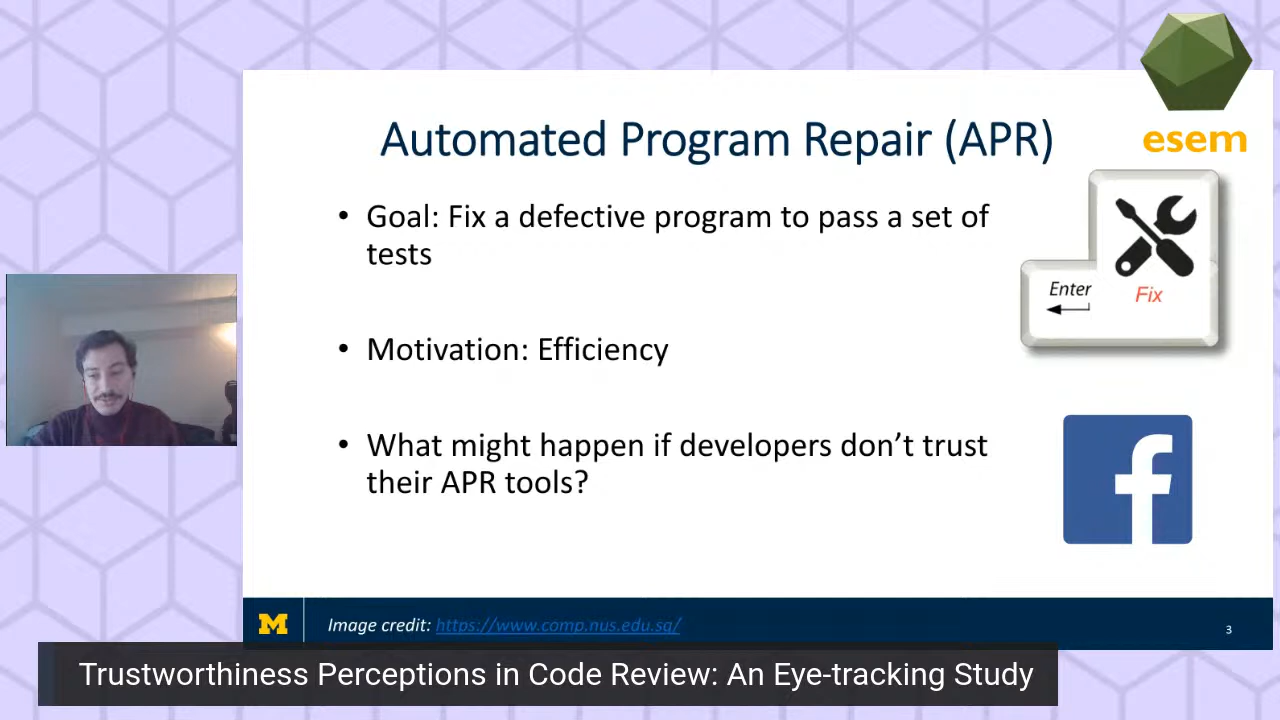 Automated Program Repair (APR)
esem
• Goal: Fix a defective program to pass a set of
tests
Enter
Fix
• Motivation: Efficiency
• What might happen if developers don’t trust
their APR tools?
f
M
Image credit: https://www.comp.nus.edu.sg/
3
Trustworthiness Perceptions in Code Review: An Eye-tracking Study